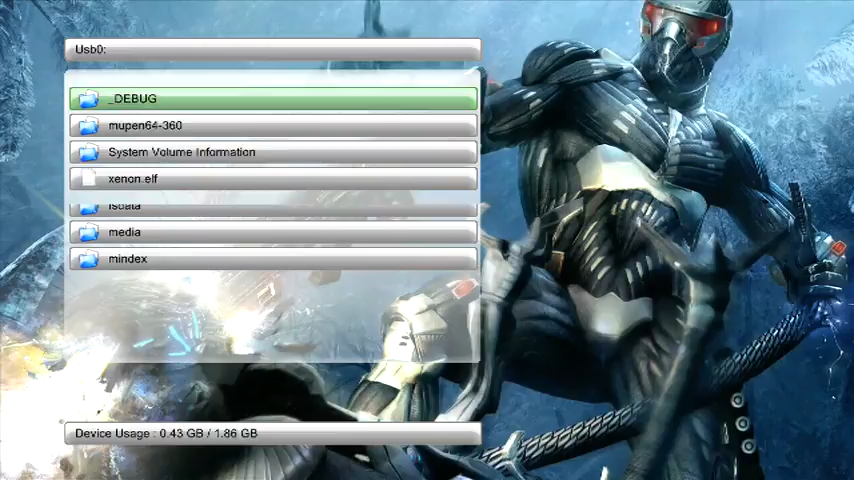 Usb0:
_DEBUG
mupen64-360
System Volume Information
xenon.elf
isdata
media
mindex
Device Usage : 0.43 GB / 1.86 GB